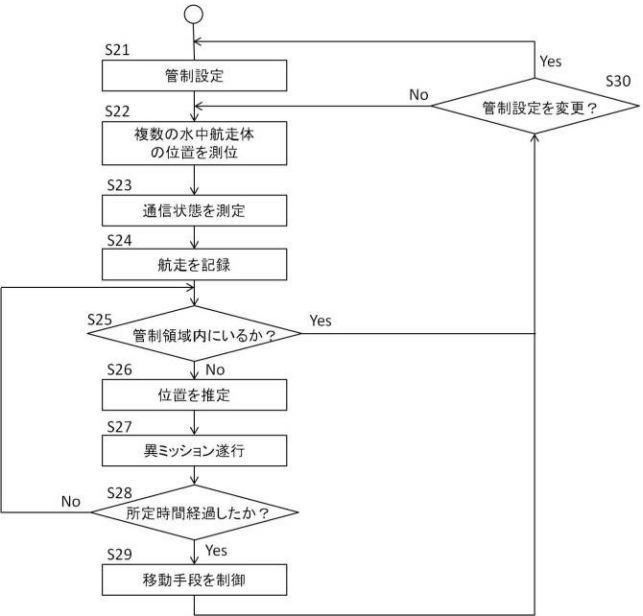 S21
管制設定
Yes
S30
管制設定を変更？
No
S22
複数の水中航走体
の位置を測位
S23
通信状態を測定
S24
航走を記録
S25
管制領域内にいるか？
Yes
No
S26
位置を推定
S27
異ミッション遂行
S28
所定時間経過したか？
No
Yes
S29
移動手段を制御